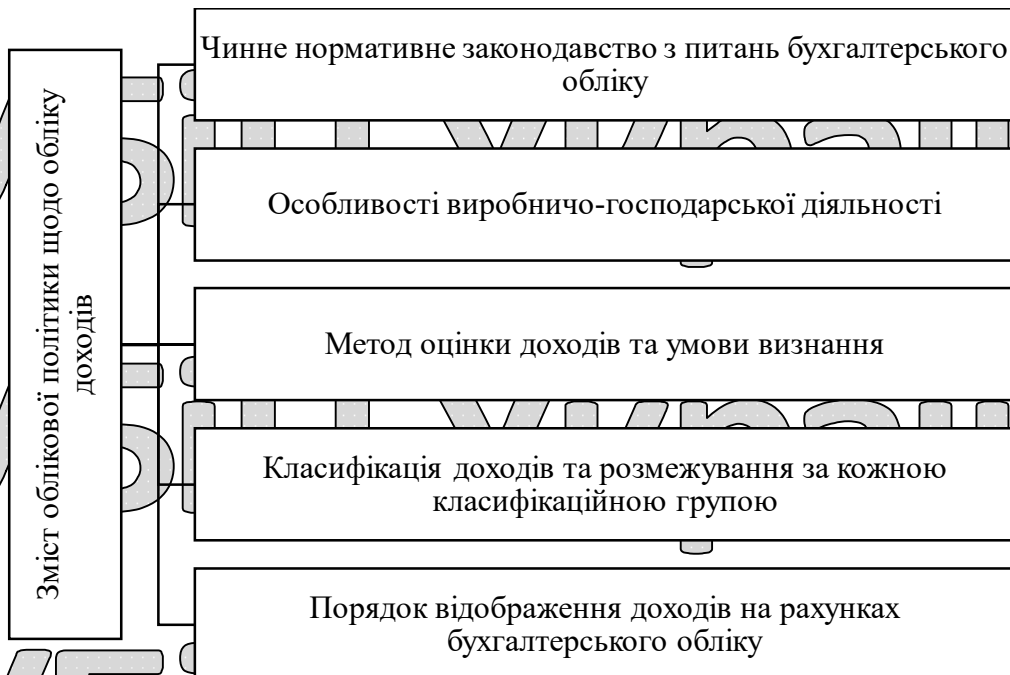 Зміст облікової політики щодо обліку
доходів
Чинне нормативне законодавство з питань бухгалтерського
обліку
Особливості виробничо-господарської діяльності
Метод оцінки доходів та умови визнання
Класифікація доходів та розмежування за кожною
класифікаційною групою
Порядок відображення доходів на рахунках
бухгалтерського обліку